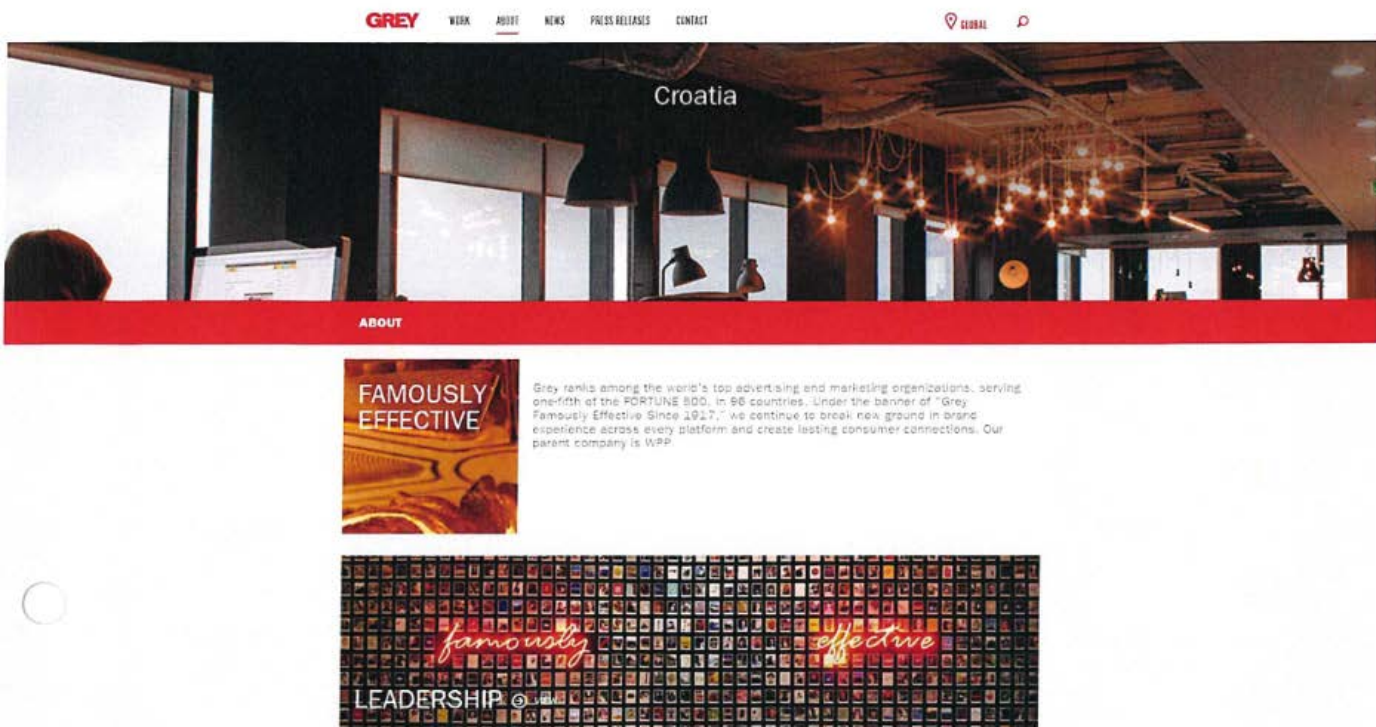 GREY WORK ABOUT NEWS PRESS RELEASES CONTACT GLOBAL
Croatia
ABOUT
FAMOUSLY
EFFECTIVE
Grey ranks among the world's top advertising and marketing organizations, serving
one-fifth of the FORTUNE 500, in 96 countries. Under the banner of "Grey
Famously Effective Since 1917," we continue to break new ground in brand
experience across every platform and create lasting consumer connections. Our
parent company is WPP
famously effective
LEADERSHIP VIEW